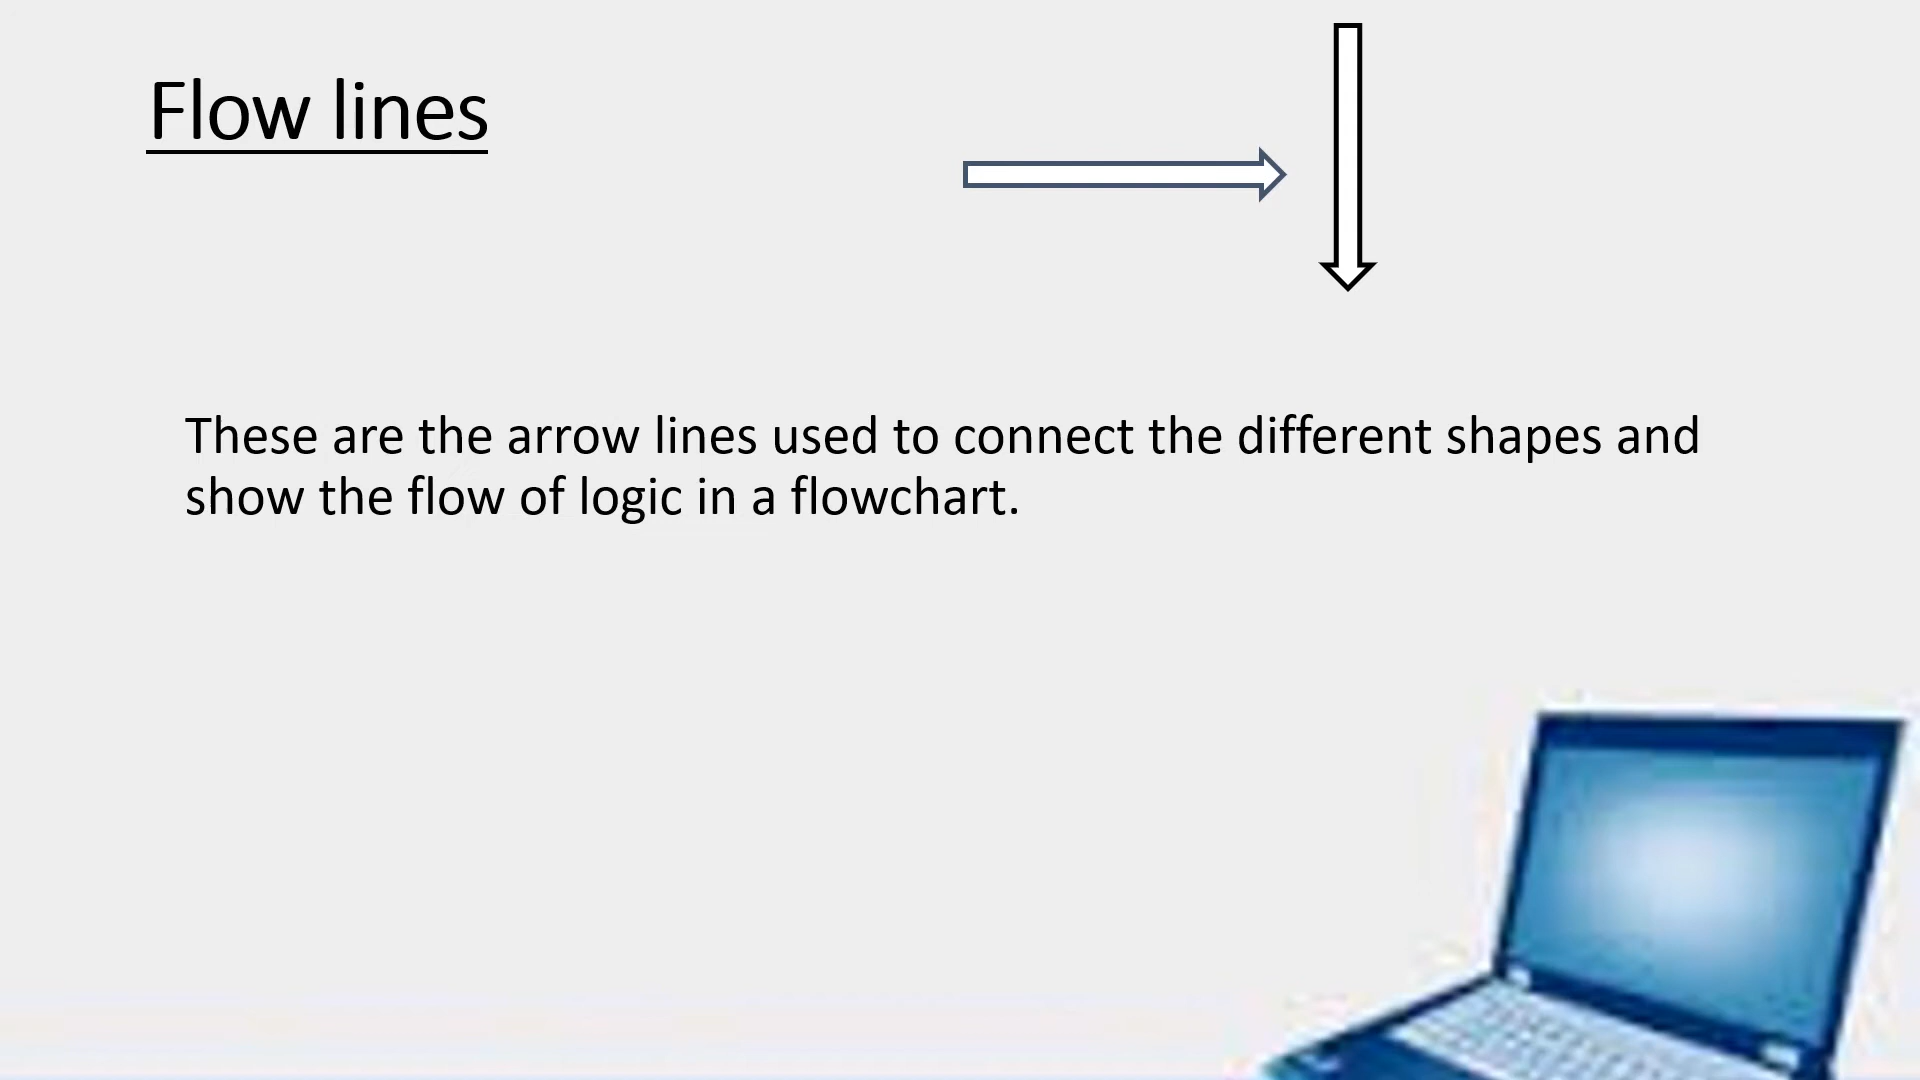 Flow lines
These are the arrow lines used to connect the different shapes and
show the flow of logic in a flowchart.